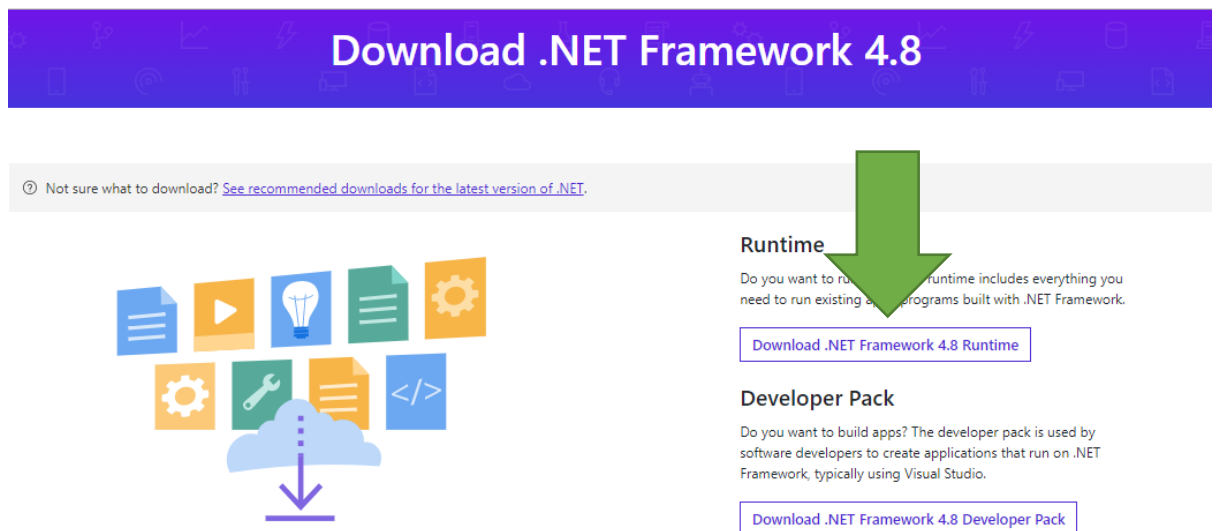 Download .NET Framework 4.8
Not sure what to download? See recommended downloads for the latest version of .NET.
Runtime
Do you want to runtime includes everything you
need to run existing programs built with .NET Framework.
Download .NET Framework 4.8 Runtime
Developer Pack
Do you want to build apps? The developer pack is used by
software developers to create applications that run on .NET
Framework, typically using Visual Studio.
Download .NET Framework 4.8 Developer Pack